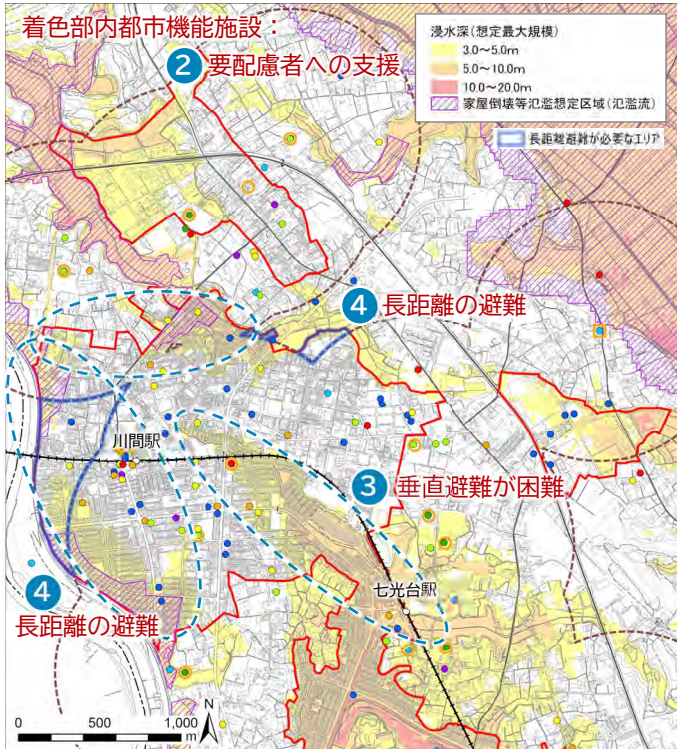 着色部内都市機能施設：
② 要配慮者への支援
浸水深(想定最大規模)
3.0～5.0m
5.0～10.0m
10.0～20.0m
家屋倒壊等氾濫想定区域(氾濫流)
長距離避難が必要なエリア
④ 長距離の避難
川間駅
③ 垂直避難が困難
七光台駅
④
長距離の避難
0 500 1,000
m
N